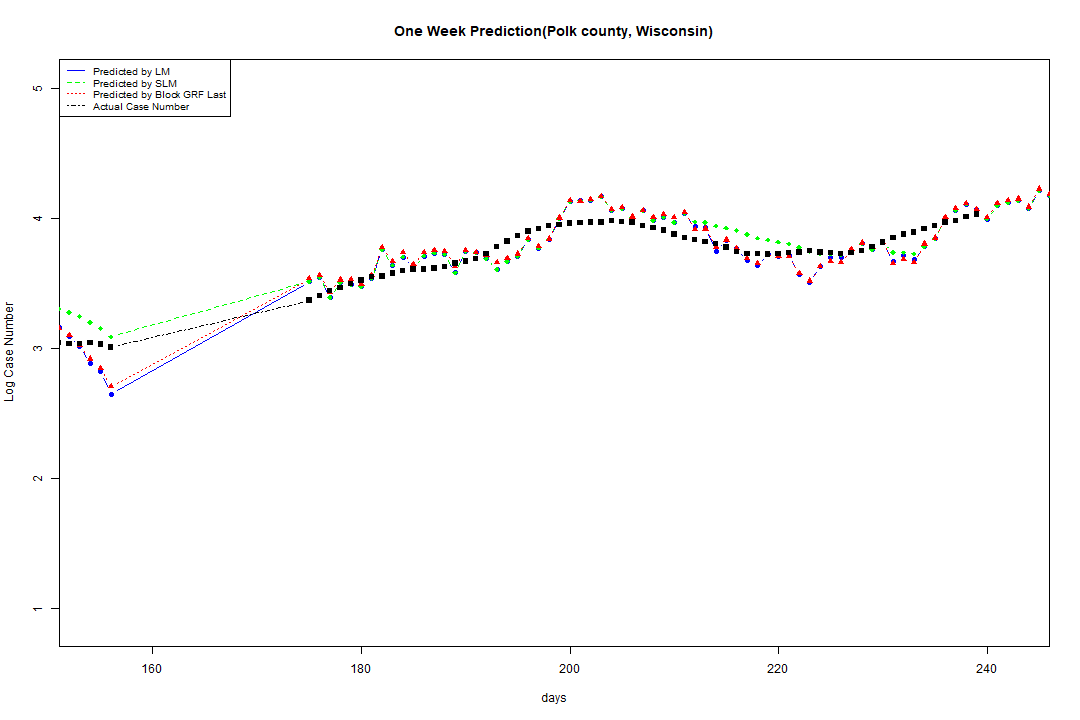 One Week Prediction(Polk county, Wisconsin)
Predicted by LM
Predicted by SLM
Predicted by Block GRF Last
Actual Case Number
5
4
3
2
1
Log Case Number
160 180 200 220 240
days